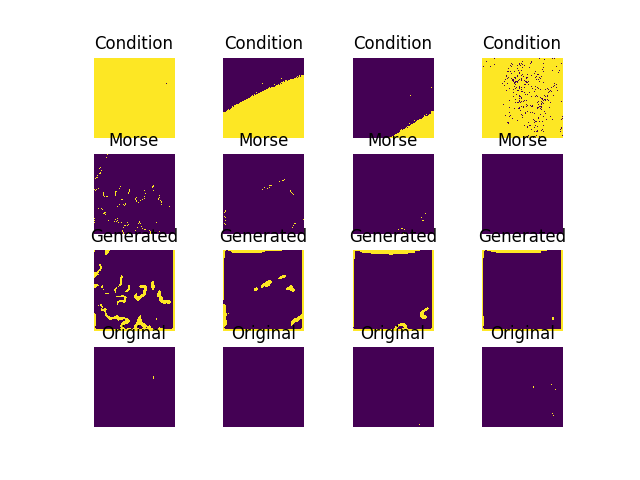 Condition Condition Condition Condition
Morse Morse Morse Morse
Generated Generated Generated Generated
Original Original Original Original